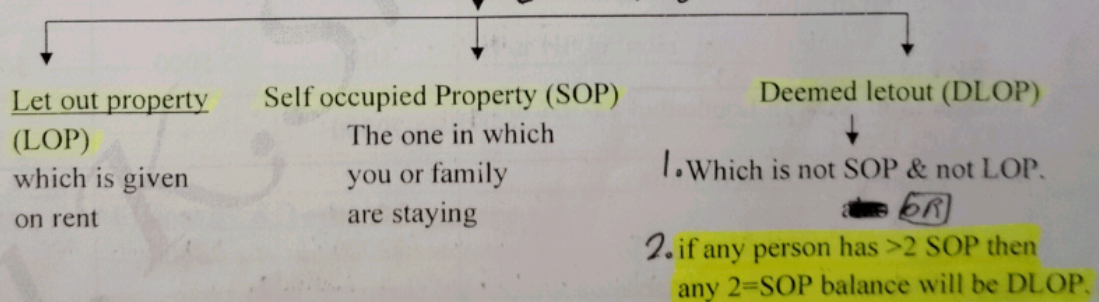 Let out property
(LOP)
which is given
on rent
Self occupied Property (SOP)
The one in which
you or family
are staying
Deemed letout (DLOP)
1. Which is not SOP & not LOP.
OR
2. if any person has >2 SOP then
any 2=SOP balance will be DLOP.